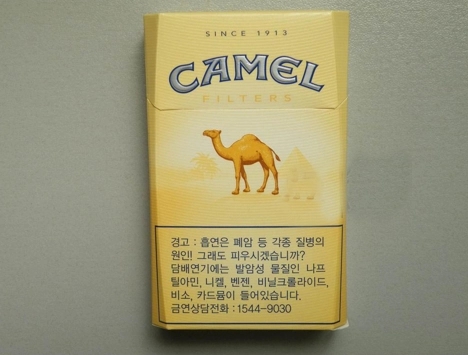 SINCE 1913
CAMEL
FILTERS
경고 : 흡연은 폐암 등 각종 질병의
원인! 그래도 피우시겠습니까?
담배연기에는 발암성 물질인 나프
틸아민, 니켈, 벤젠, 비닐크롤라이드,
비소, 카드뮴이 들어있습니다.
금연상담전화 : 1544-9030